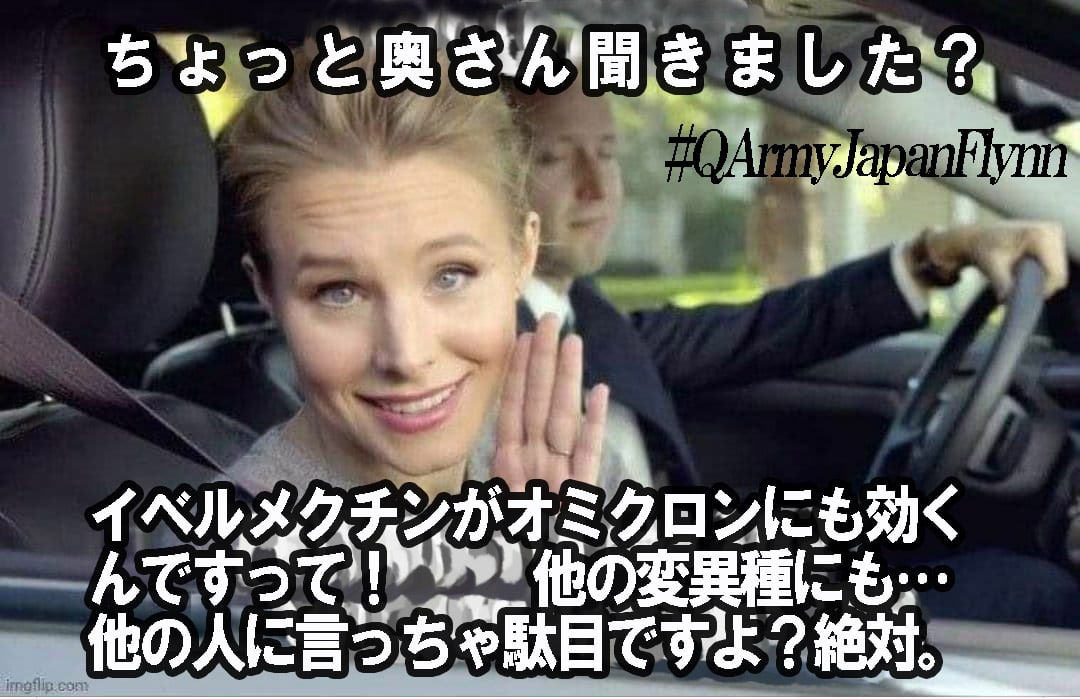 ちょっと奥さん聞きました？
#QArmyJapanFlynn
イベルメクチンがオミクロンにも効く
んですって！　　他の変異種にも…
他の人に言っちゃ駄目ですよ？絶対。
imgflip.com